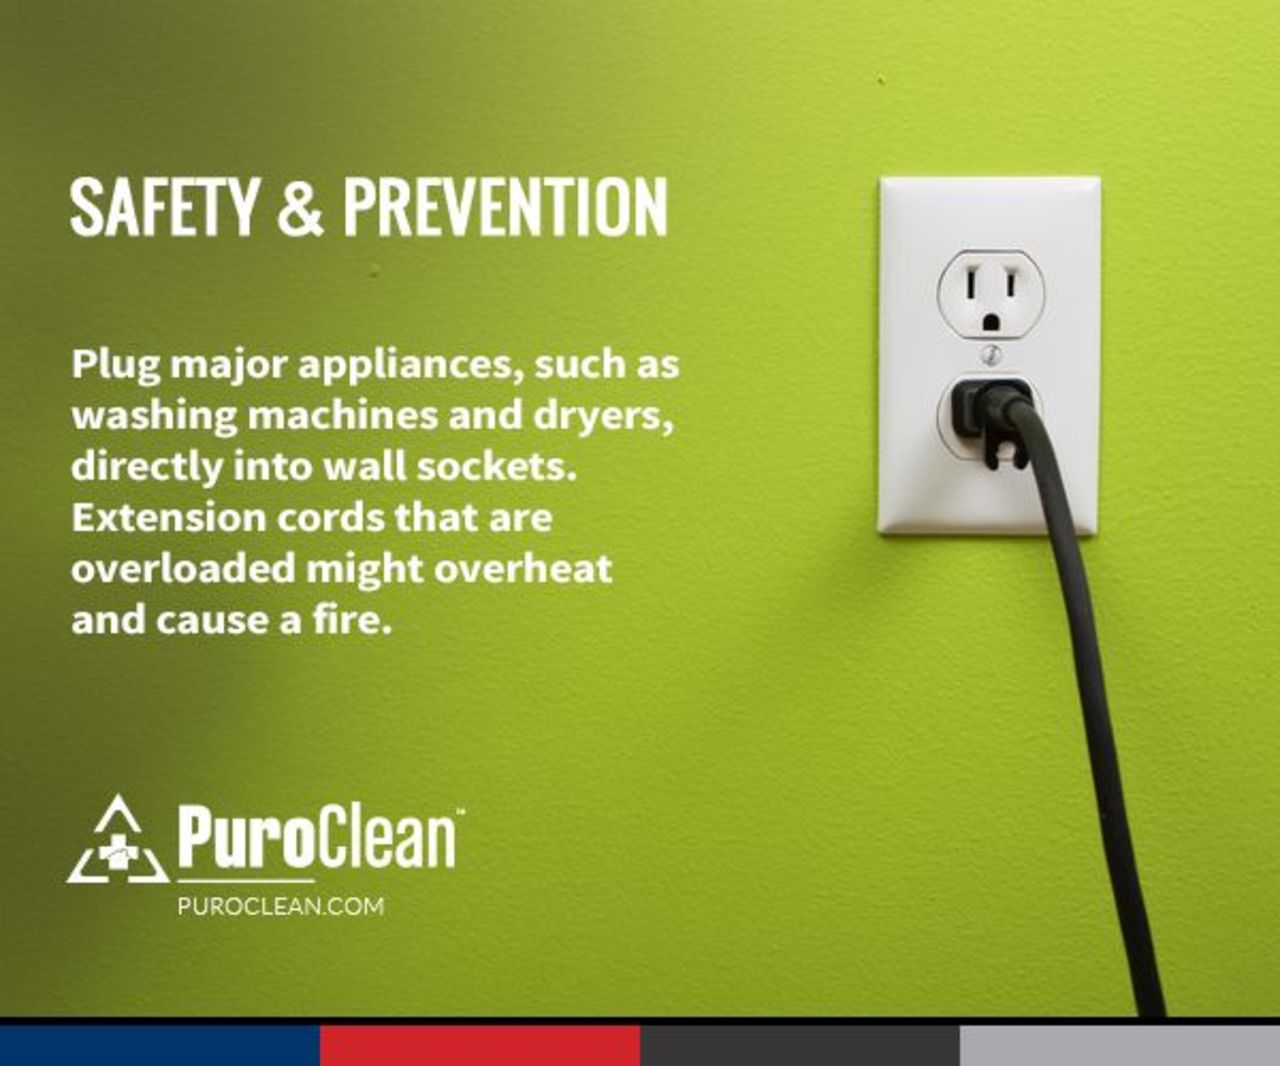 SAFETY & PREVENTION
Plug major appliances, such as
washing machines and dryers,
directly into wall sockets.
Extension cords that are
overloaded might overheat
and cause a fire.
PuroClean™
PUROCLEAN.COM